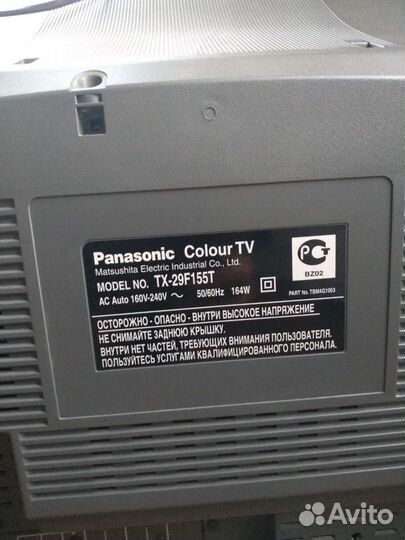 Panasonic Colour TV
Matsushita Electric Industrial Co., Ltd.
MODEL NO. TX-29F155T
AC Auto 160V-240V ~ 50/60Hz 164W
РСТ
BZ02
PART No. TBM4G1053
ОСТОРОЖНО - ОПАСНО - ВНУТРИ ВЫСОКОЕ НАПРЯЖЕНИЕ
НЕ СНИМАЙТЕ ЗАДНЮЮ КРЫШКУ.
ВНУТРИ НЕТ ЧАСТЕЙ, ТРЕБУЮЩИХ ВНИМАНИЯ ПОЛЬЗОВАТЕЛЯ.
ПОЛЬЗУЙТЕСЬ УСЛУГАМИ КВАЛИФИЦИРОВАННОГО ПЕРСОНАЛА.
Avito